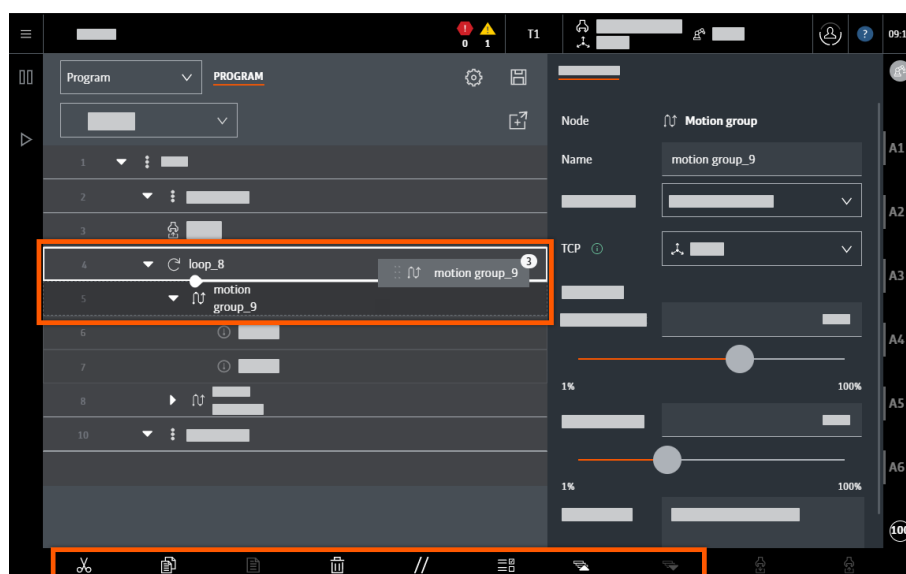 0 1
T1
?
09:1
Program
PROGRAM
Node
Motion group
1
Name
motion group_9
A1
2
A2
3
4
loop_8
motion group_9
3
TCP
A3
5
motion
group_9
6
A4
7
1%
100%
8
A5
10
A6
1%
100%
100